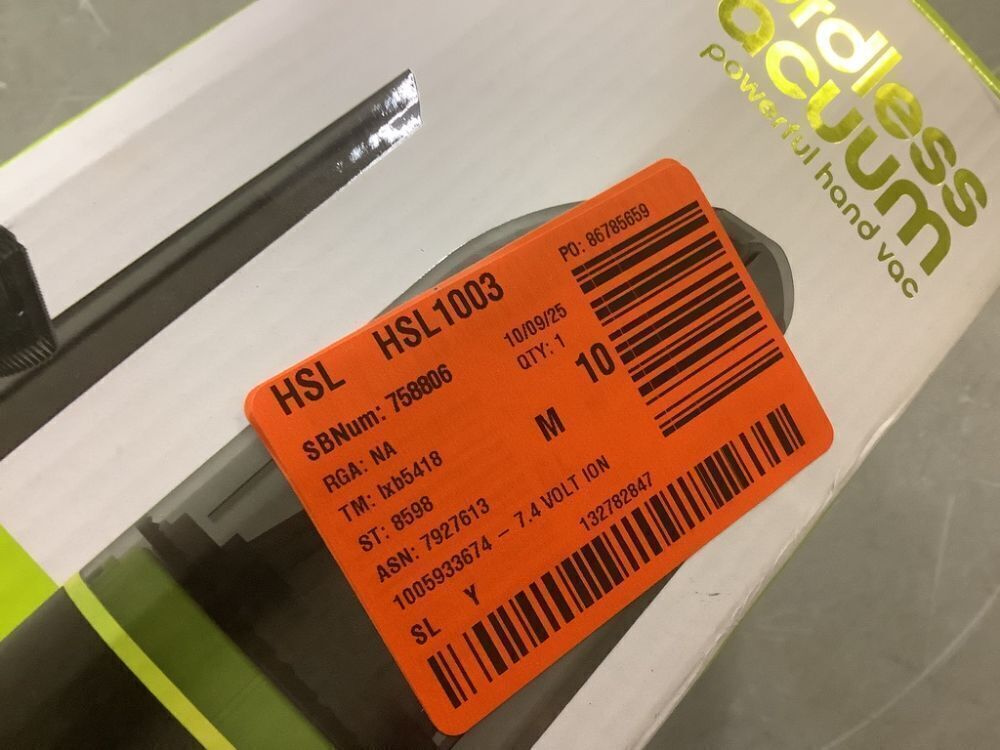 rdless
acuum
powerful hand vac
HSL HSL1003
PO: 86785659
SBNum: 758806
10/09/25
RGA: NA
QTY: 1
TM: lxb5418
M
10
ST: 8598
ASN: 7927613
1005933674 – 7.4 VOLT ION
SL Y
132782847